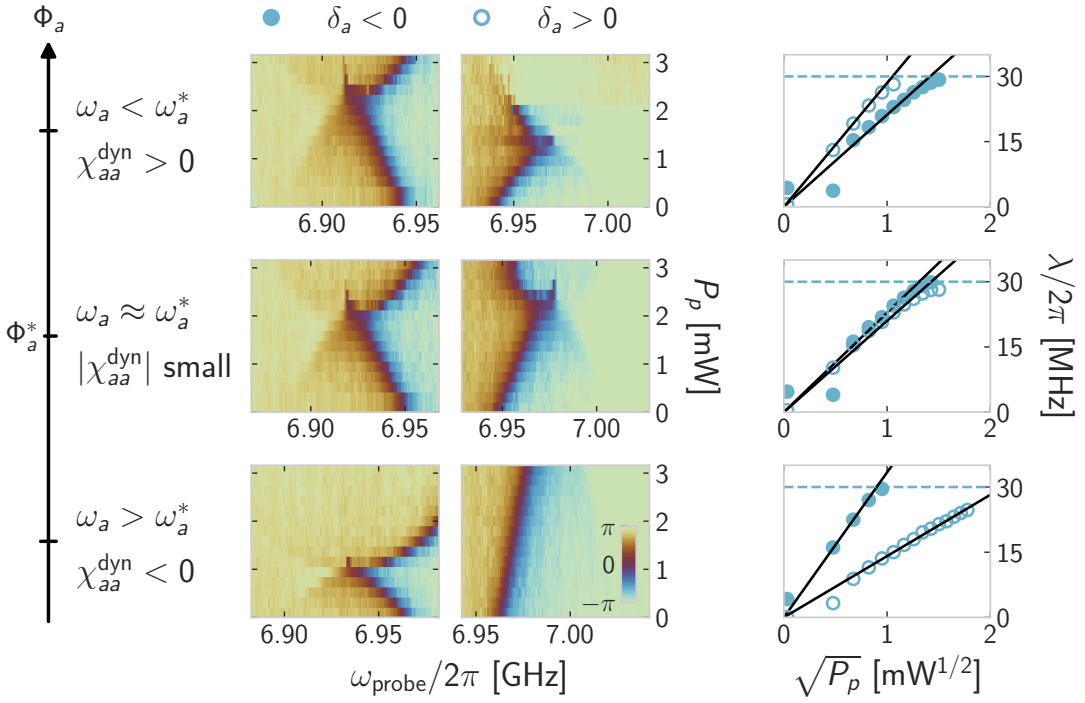 Φ_a
δ_a < 0
δ_a > 0
ω_a < ω_a^*
χ_aa^dyn > 0
3
2
1
0
6.90
6.95
6.95
7.00
30
15
0
0
1
2
Φ_a^*
ω_a ≈ ω_a^*
|χ_aa^dyn| small
3
2
1
0
6.90
6.95
6.95
7.00
P_p [mW]
30
15
0
0
1
2
λ/2π [MHz]
ω_a > ω_a^*
χ_aa^dyn < 0
π
0
−π
3
2
1
0
6.90
6.95
6.95
7.00
30
15
0
0
1
2
ω_probe/2π [GHz]
√P_p [mW^1/2]